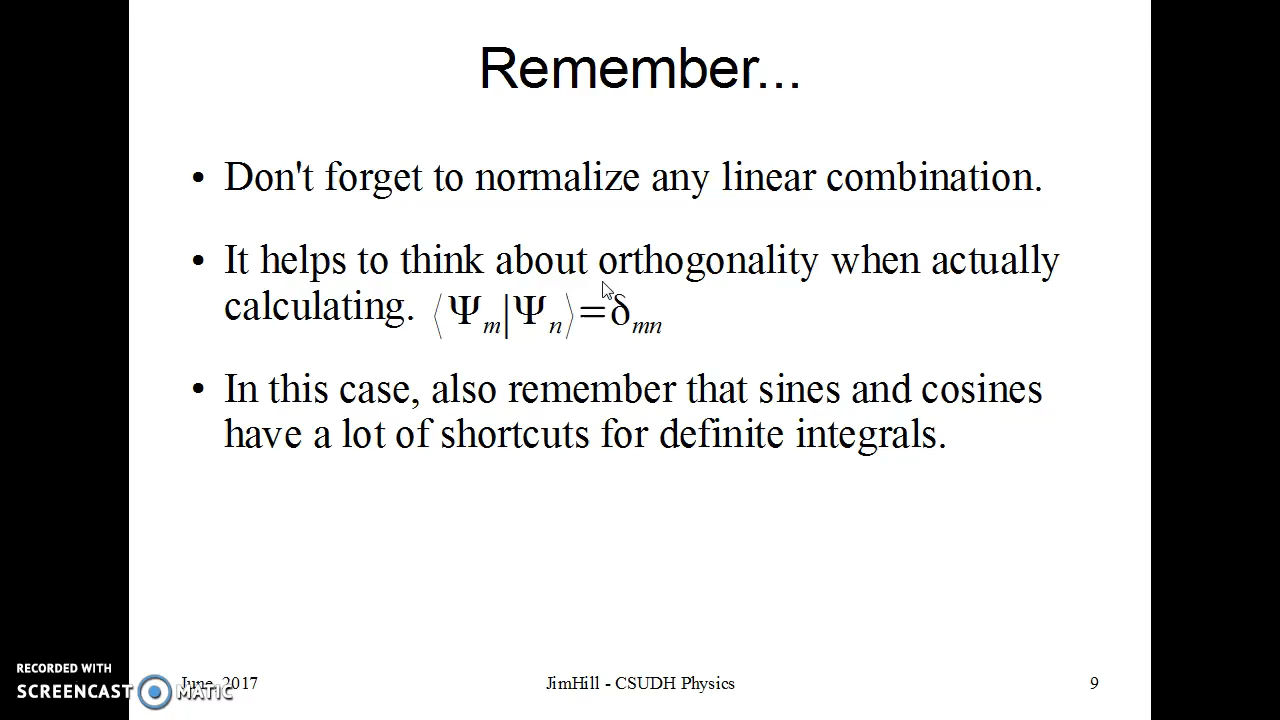 Remember...
• Don't forget to normalize any linear combination.
• It helps to think about orthogonality when actually
calculating. ⟨Ψₘ|Ψₙ⟩=δₘₙ
• In this case, also remember that sines and cosines
have a lot of shortcuts for definite integrals.
RECORDED WITH
SCREENCAST MATIC
June, 2017
JimHill - CSUDH Physics
9